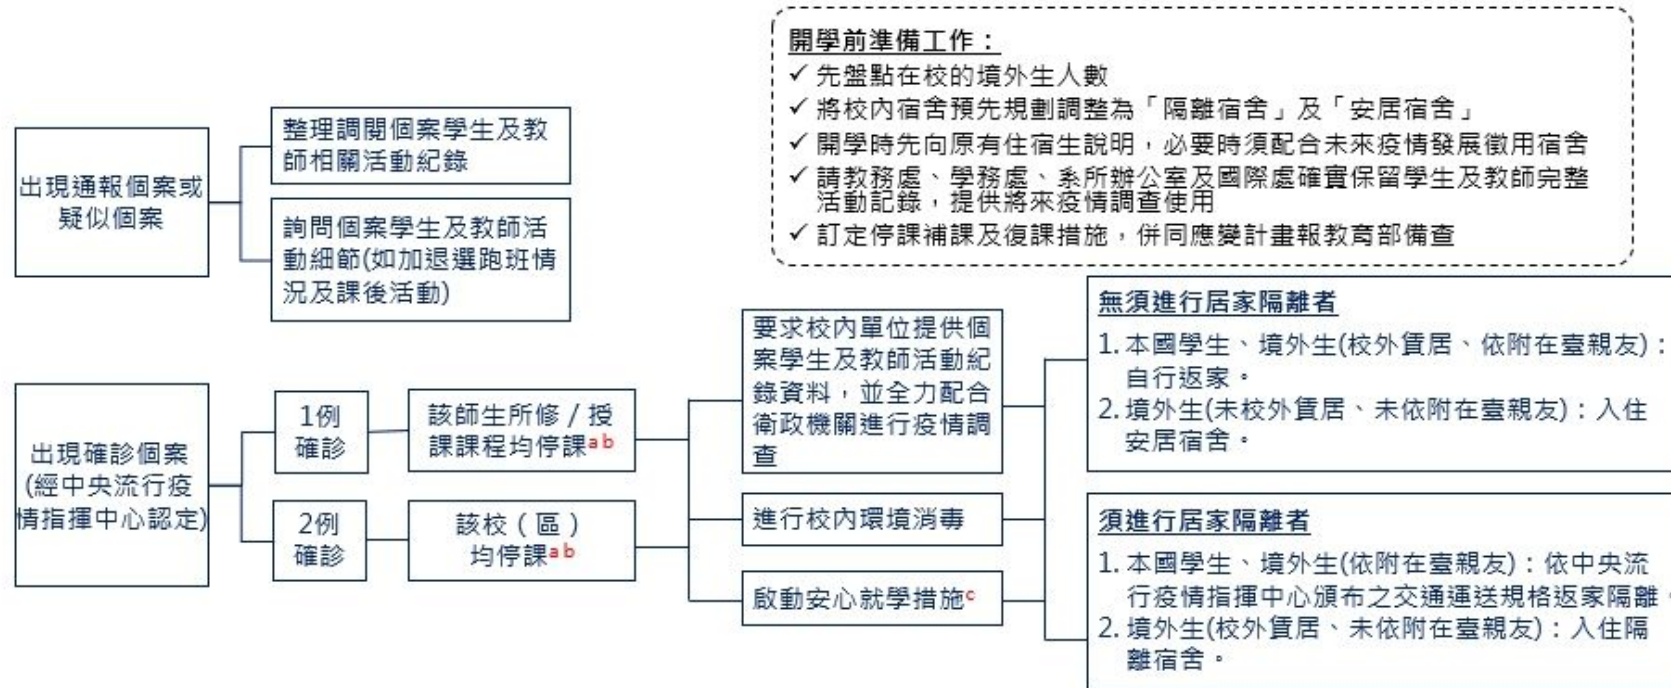 開學前準備工作：
✓ 先盤點在校的境外生人數
✓ 將校內宿舍預先規劃調整為「隔離宿舍」及「安居宿舍」
✓ 開學時先向原有住宿生說明，必要時須配合未來疫情發展徵用宿舍
✓ 請教務處、學務處、系所辦公室及國際處確實保留學生及教師完整
活動記錄，提供將來疫情調查使用
✓ 訂定停課補課及復課措施，併同應變計畫報教育部備查
出現通報個案或
疑似個案
整理調閱個案學生及教
師相關活動紀錄
詢問個案學生及教師活
動細節(如加退選跑班情
況及課後活動)
出現確診個案
(經中央流行疫
情指揮中心認定)
1例
確診
該師生所修／授
課課程均停課ab
2例
確診
該校（區）
均停課ab
要求校內單位提供個
案學生及教師活動紀
錄資料，並全力配合
衛政機關進行疫情調
查
進行校內環境消毒
啟動安心就學措施c
無須進行居家隔離者
1. 本國學生、境外生(校外賃居、依附在臺親友)：
自行返家。
2. 境外生(未校外賃居、未依附在臺親友)：入住
安居宿舍。
須進行居家隔離者
1. 本國學生、境外生(依附在臺親友)：依中央流
行疫情指揮中心頒布之交通運送規格返家隔離。
2. 境外生(校外賃居、未依附在臺親友)：入住隔
離宿舍。